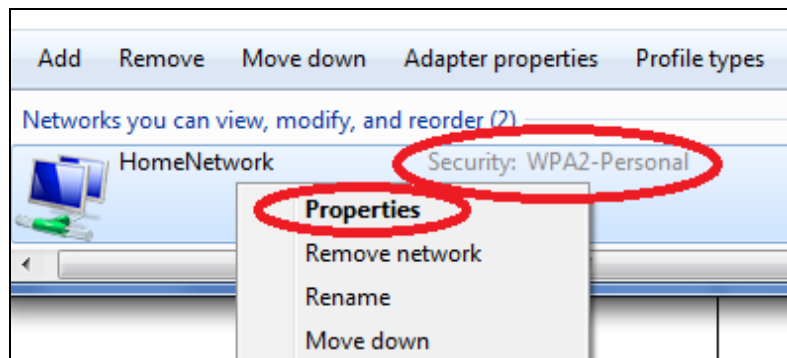 Add Remove Move down Adapter properties Profile types
Networks you can view, modify, and reorder (2)
HomeNetwork Security: WPA2-Personal
Properties
Remove network
Rename
Move down